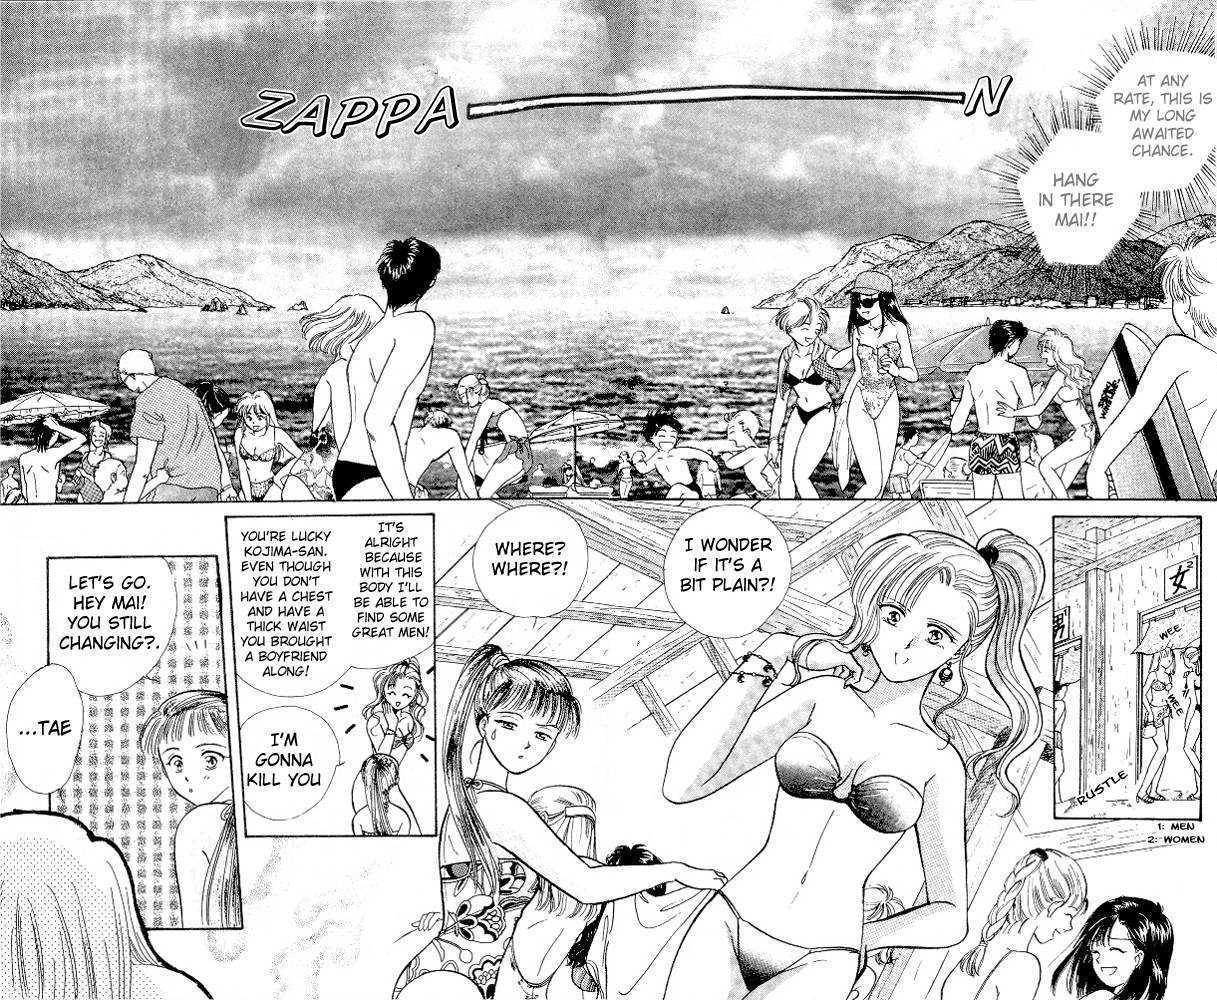 AT ANY
RATE, THIS IS
MY LONG
AWAITED
CHANCE.
HANG
IN THERE
MAI!!
ZAPPA N
男
女
1
2
WEE
WEE
RUSTLE
1: MEN
2: WOMEN
I WONDER
IF IT'S A
BIT PLAIN?!
WHERE?
WHERE?!
IT'S
ALRIGHT
BECAUSE
WITH THIS
BODY I'LL
BE ABLE TO
FIND SOME
GREAT MEN!
YOU'RE LUCKY
KOJIMA-SAN.
EVEN THOUGH
YOU DON'T
HAVE A CHEST
AND HAVE A
THICK WAIST
YOU BROUGHT
A BOYFRIEND
ALONG!
I'M
GONNA
KILL YOU
LET'S GO.
HEY MAI!
YOU STILL
CHANGING?.
...TAE